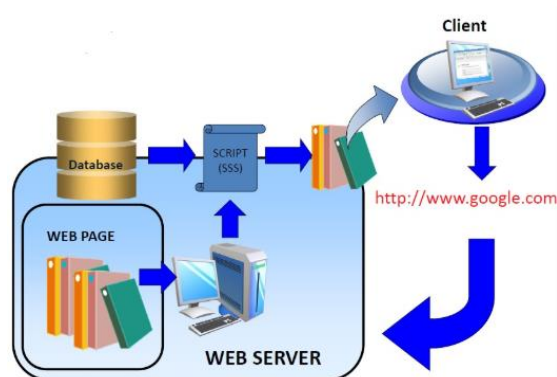 Client
Database
SCRIPT
(SSS)
http://www.google.com
WEB PAGE
WEB SERVER